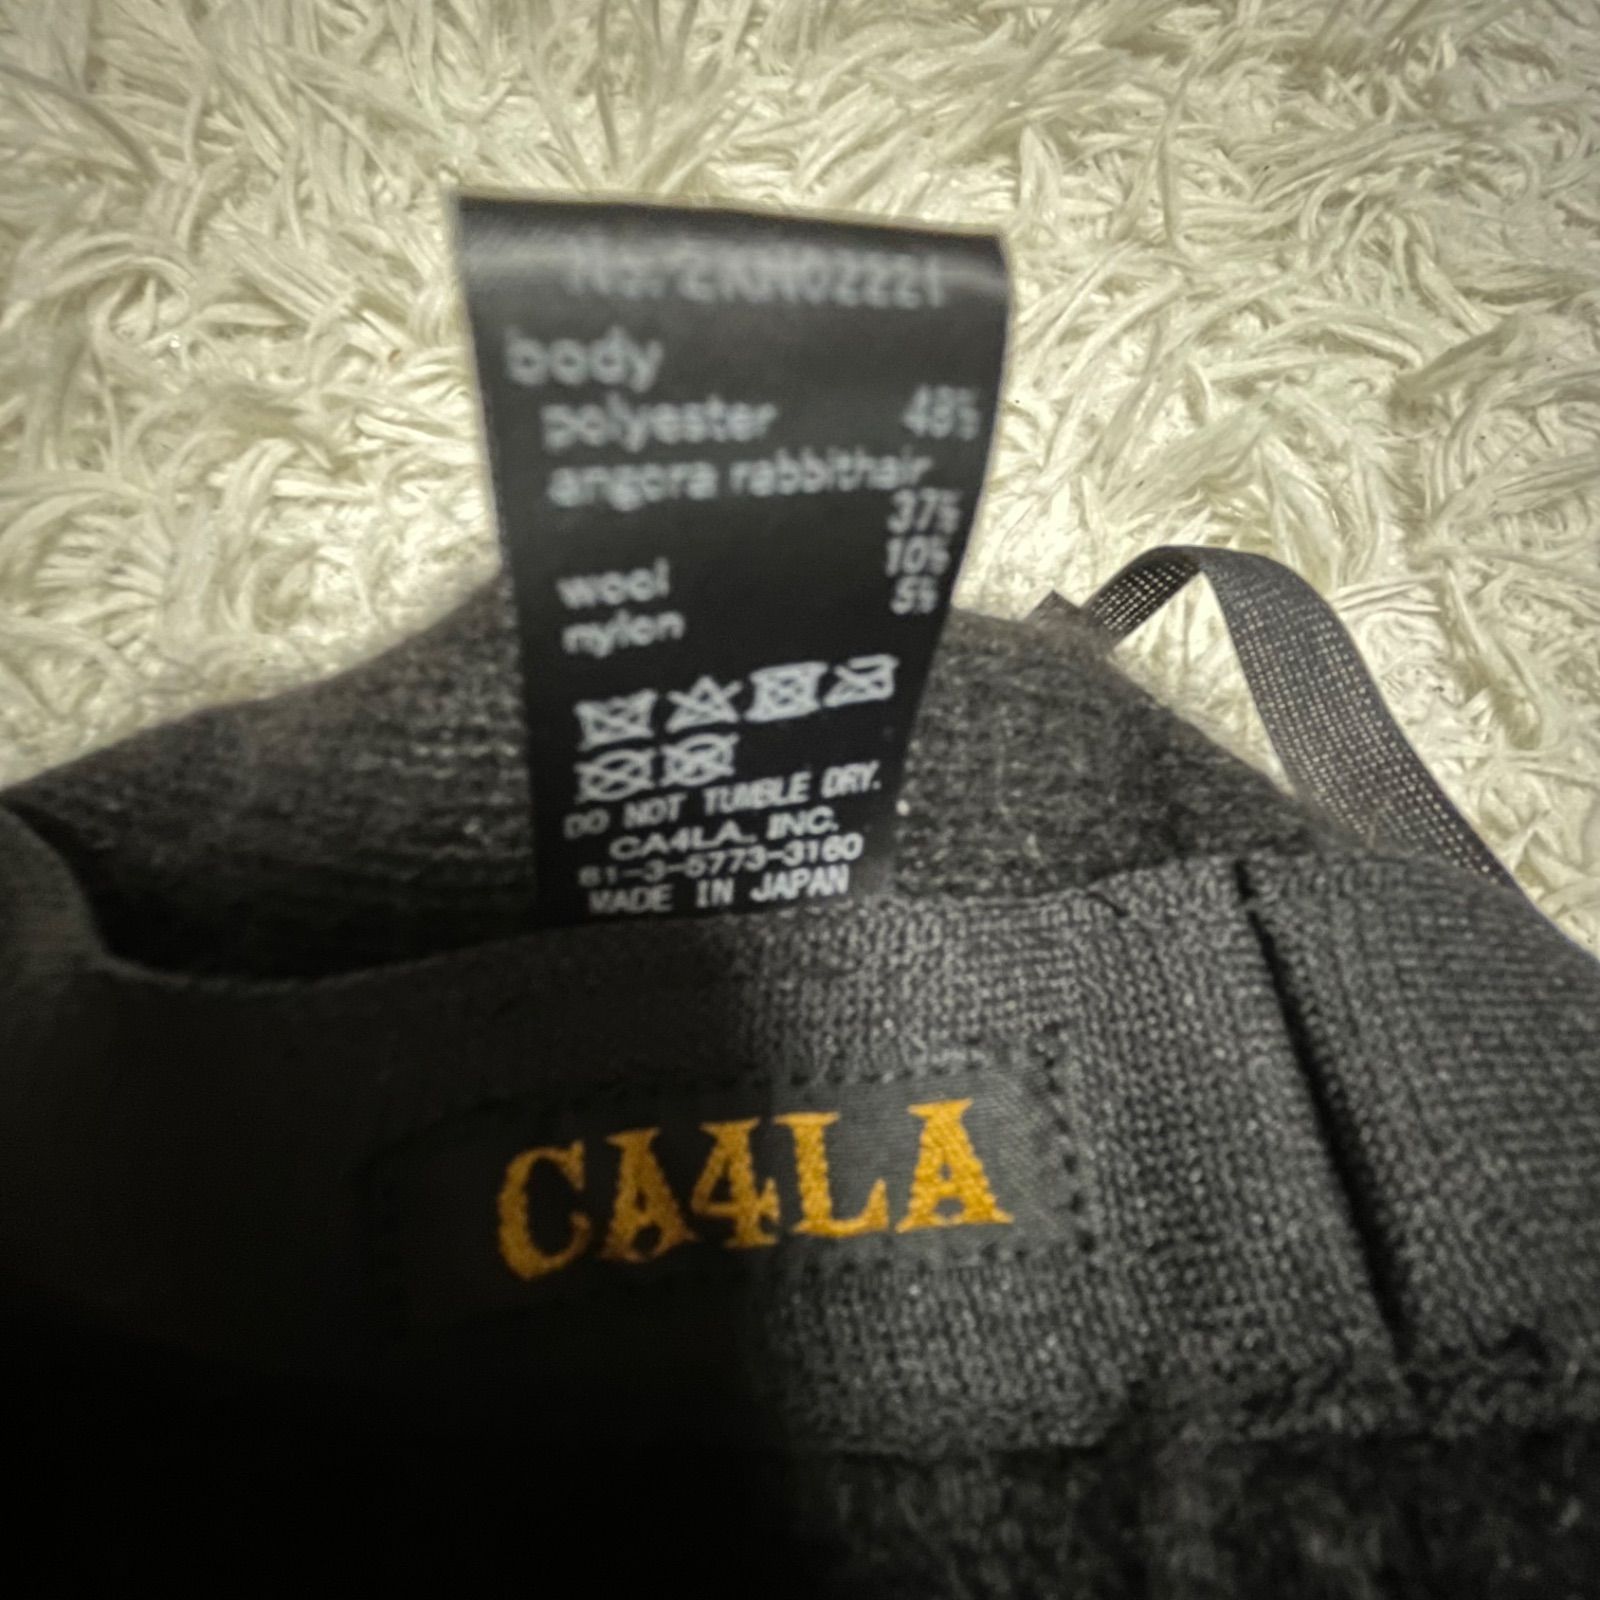 body
polyester 48%
angora rabbithair
37%
wool 10%
nylon 5%
DO NOT TUMBLE DRY.
CA4LA, INC.
81-3-5773-3160
MADE IN JAPAN
CA4LA